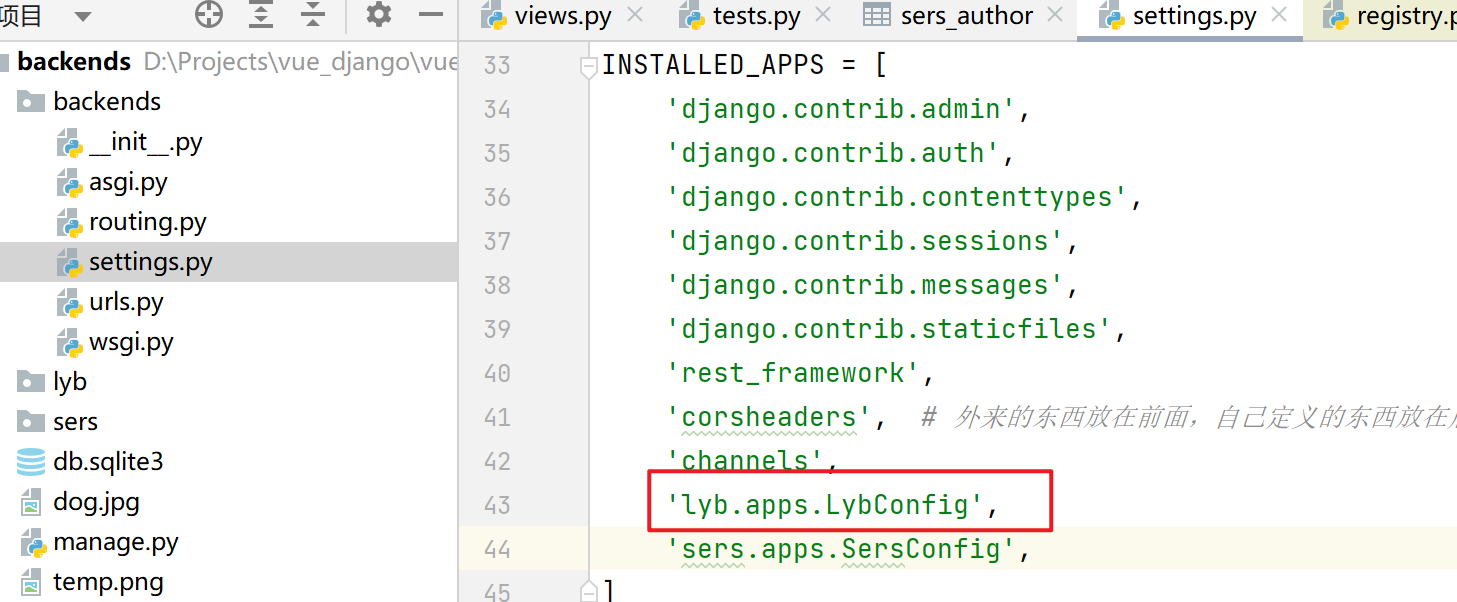 项目
views.py
tests.py
sers_author
settings.py
registry.p
backends D:\Projects\vue_django\vue
backends
__init__.py
asgi.py
routing.py
settings.py
urls.py
wsgi.py
lyb
sers
db.sqlite3
dog.jpg
manage.py
temp.png
33 INSTALLED_APPS = [
34 'django.contrib.admin',
35 'django.contrib.auth',
36 'django.contrib.contenttypes',
37 'django.contrib.sessions',
38 'django.contrib.messages',
39 'django.contrib.staticfiles',
40 'rest_framework',
41 'corsheaders', # 外来的东西放在前面，自己定义的东西放在
42 'channels',
43 'lyb.apps.LybConfig',
44 'sers.apps.SersConfig',
45 ]